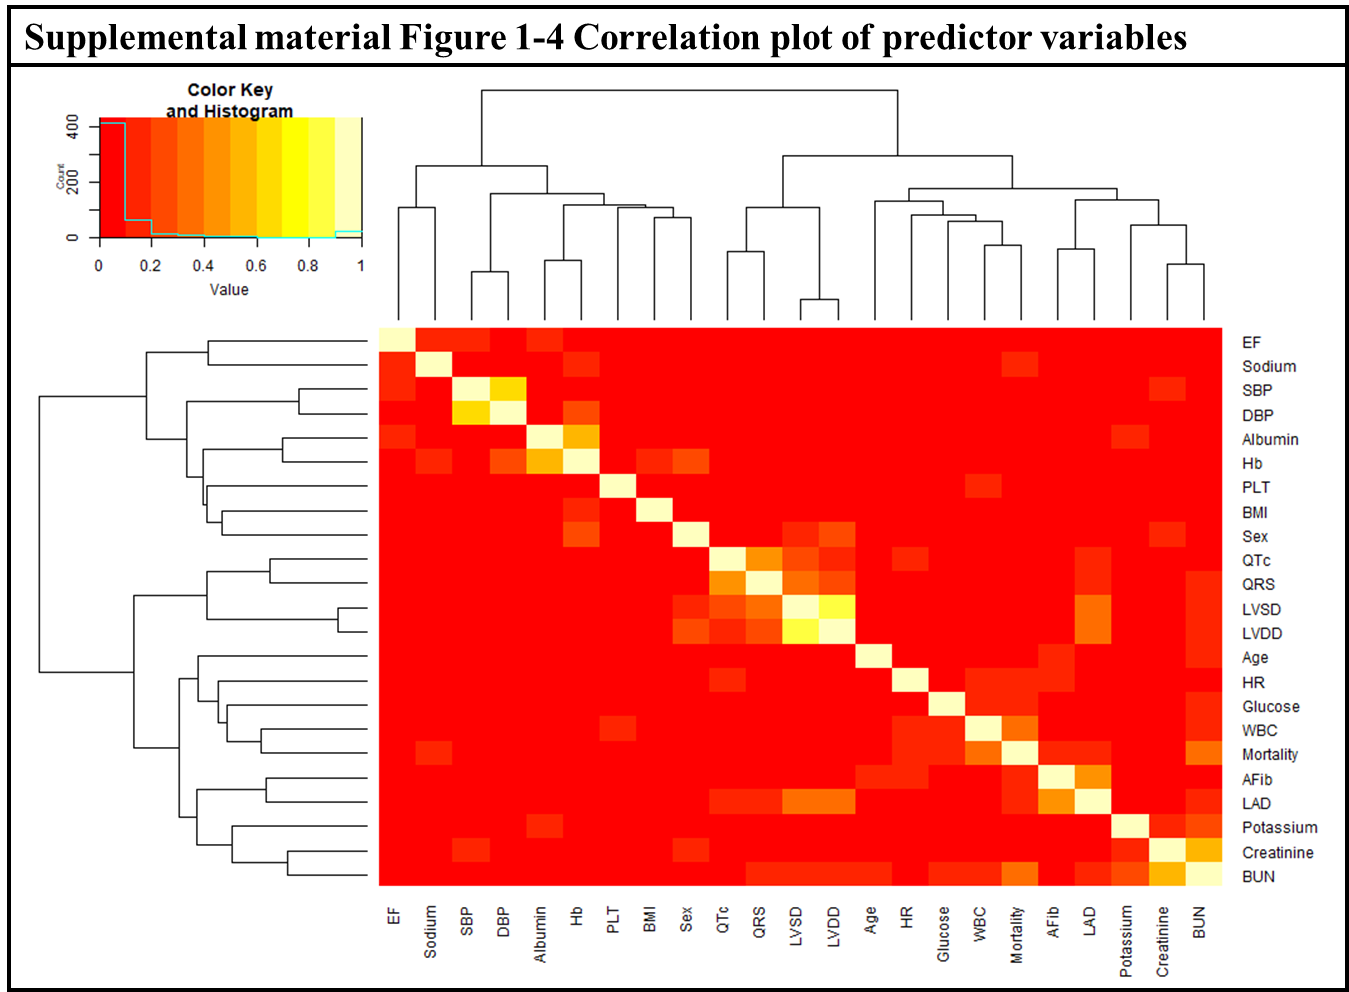 Supplemental material Figure 1-4 Correlation plot of predictor variables
Color Key
and Histogram
Count
0 200 400
0 0.2 0.4 0.6 0.8 1
Value
EF
Sodium
SBP
DBP
Albumin
Hb
PLT
BMI
Sex
QTc
QRS
LVSD
LVDD
Age
HR
Glucose
WBC
Mortality
AFib
LAD
Potassium
Creatinine
BUN
EF Sodium SBP DBP Albumin Hb PLT BMI Sex QTc QRS LVSD LVDD Age HR Glucose WBC Mortality AFib LAD Potassium Creatinine BUN